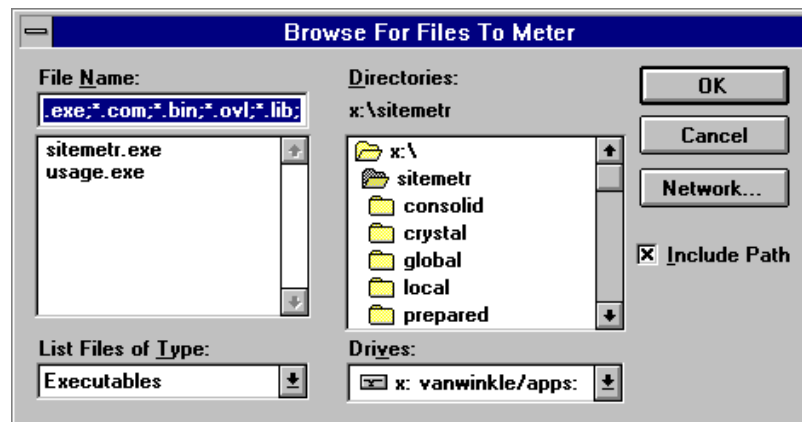 Browse For Files To Meter
File Name:
.exe;*.com;*.bin;*.ovl;*.lib;
sitemetr.exe
usage.exe
List Files of Type:
Executables
Directories:
x:\sitemetr
x:\
sitemetr
consolid
crystal
global
local
prepared
Drives:
x: vanwinkle/apps:
OK
Cancel
Network...
Include Path